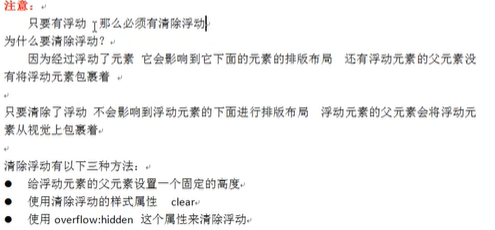 注意：
只要有浮动 那么必须有清除浮动
为什么要清除浮动？
因为经过浮动了元素 它会影响到它下面的元素的排版布局 还有浮动元素的父元素没
有将浮动元素包裹着
只要清除了浮动 不会影响到浮动元素的下面进行排版布局 浮动元素的父元素会将浮动元
素从视觉上包裹着
清除浮动有以下三种方法：
● 给浮动元素的父元素设置一个固定的高度
● 使用清除浮动的样式属性 clear
● 使用 overflow:hidden 这个属性来清除浮动